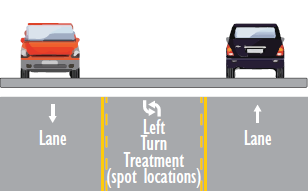 Lane
Left
Turn
Treatment
(spot locations)
Lane